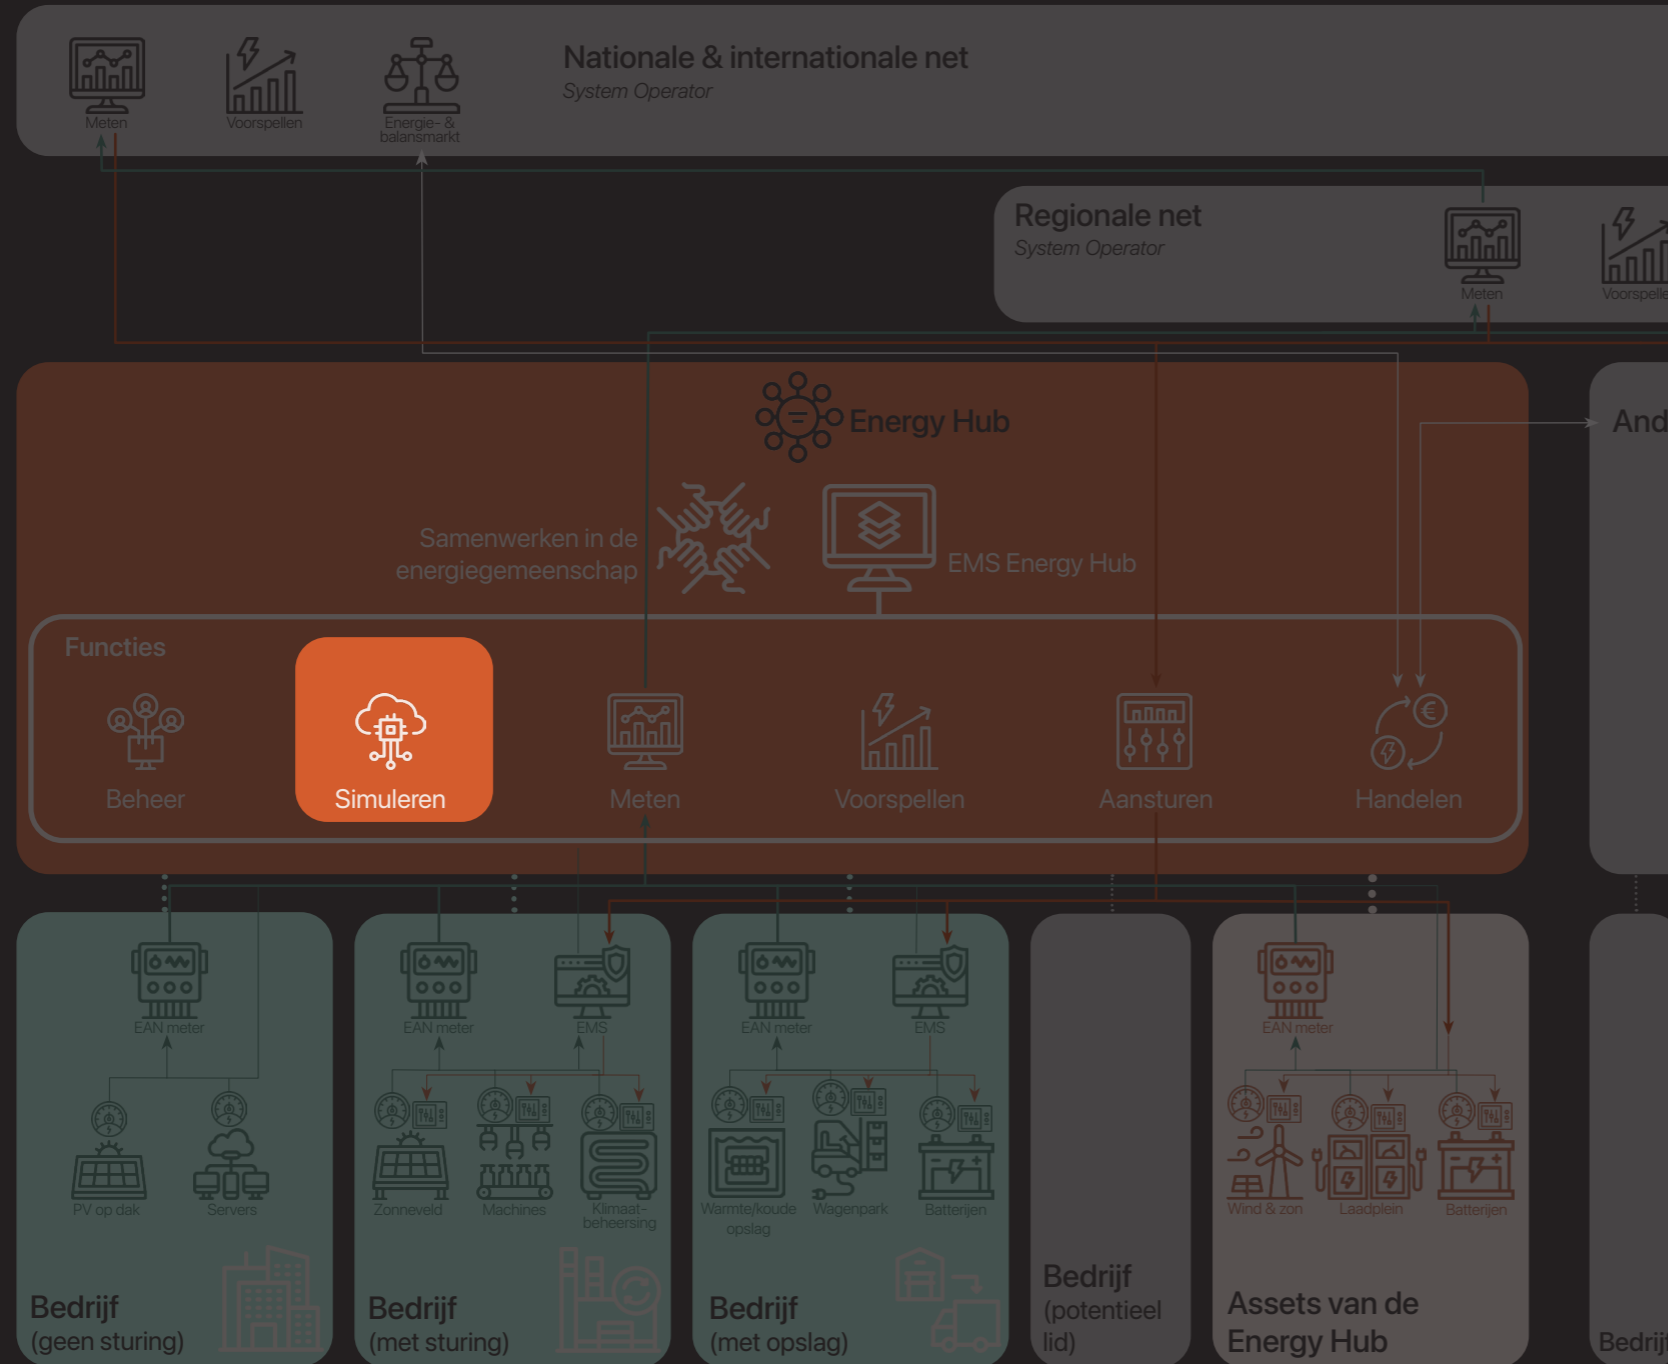 Nationale & internationale net
System Operator
Meten
Voorspellen
Energie- &
balansmarkt
Regionale net
System Operator
Meten
Energy Hub
Samenwerken in de
energiegemeenschap
EMS Energy Hub
Functies
Beheer
Simuleren
Meten
Voorspellen
Aansturen
Handelen
EAN meter
PV op dak
Servers
Bedrijf
(geen sturing)
EAN meter
EMS
Zonneveld
Machines
Klimaat-
beheersing
Bedrijf
(met sturing)
EAN meter
EMS
Warmte/koude
opslag
Wagenpark
Batterijen
Bedrijf
(met opslag)
Bedrijf
(potentieel
lid)
EAN meter
Wind & zon
Laadplein
Batterijen
Assets van de
Energy Hub